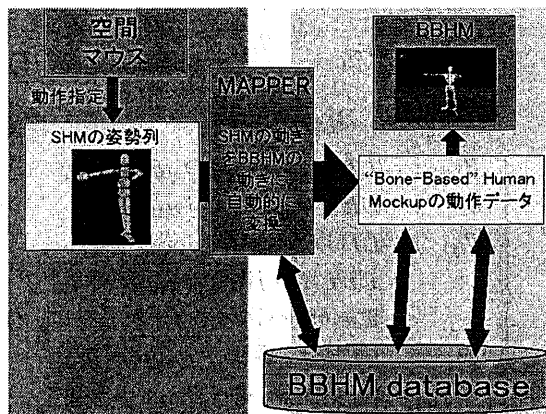 空間
マウス
動作指定
SHMの姿勢列
MAPPER
SHMの動き
をBBHMの
動きに
自動的に
変換
BBHM
“Bone-Based” Human
Mockupの動作データ
BBHM database